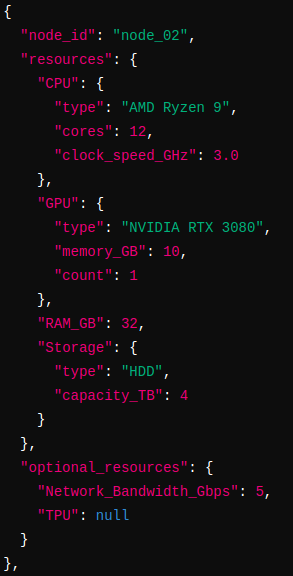 {
  "node_id": "node_02",
  "resources": {
    "CPU": {
      "type": "AMD Ryzen 9",
      "cores": 12,
      "clock_speed_GHz": 3.0
    },
    "GPU": {
      "type": "NVIDIA RTX 3080",
      "memory_GB": 10,
      "count": 1
    },
    "RAM_GB": 32,
    "Storage": {
      "type": "HDD",
      "capacity_TB": 4
    }
  },
  "optional_resources": {
    "Network_Bandwidth_Gbps": 5,
    "TPU": null
  }
},